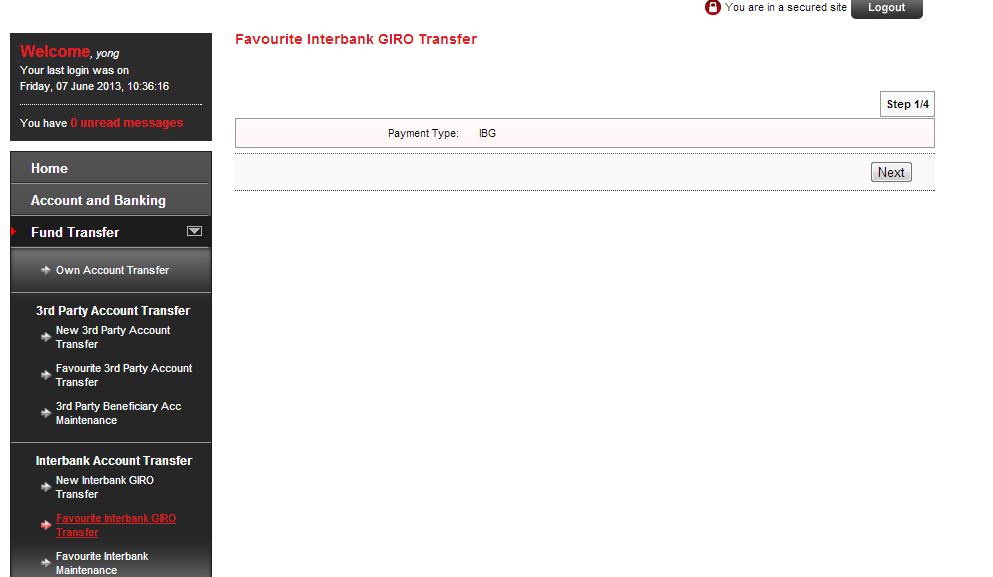 You are in a secured site
Logout
Welcome, yong
Your last login was on
Friday, 07 June 2013, 10:36:16
You have 0 unread messages
Home
Account and Banking
Fund Transfer
Own Account Transfer
3rd Party Account Transfer
New 3rd Party Account
Transfer
Favourite 3rd Party Account
Transfer
3rd Party Beneficiary Acc
Maintenance
Interbank Account Transfer
New Interbank GIRO
Transfer
Favourite Interbank GIRO
Transfer
Favourite Interbank
Maintenance
Favourite Interbank GIRO Transfer
Step 1/4
Payment Type: IBG
Next